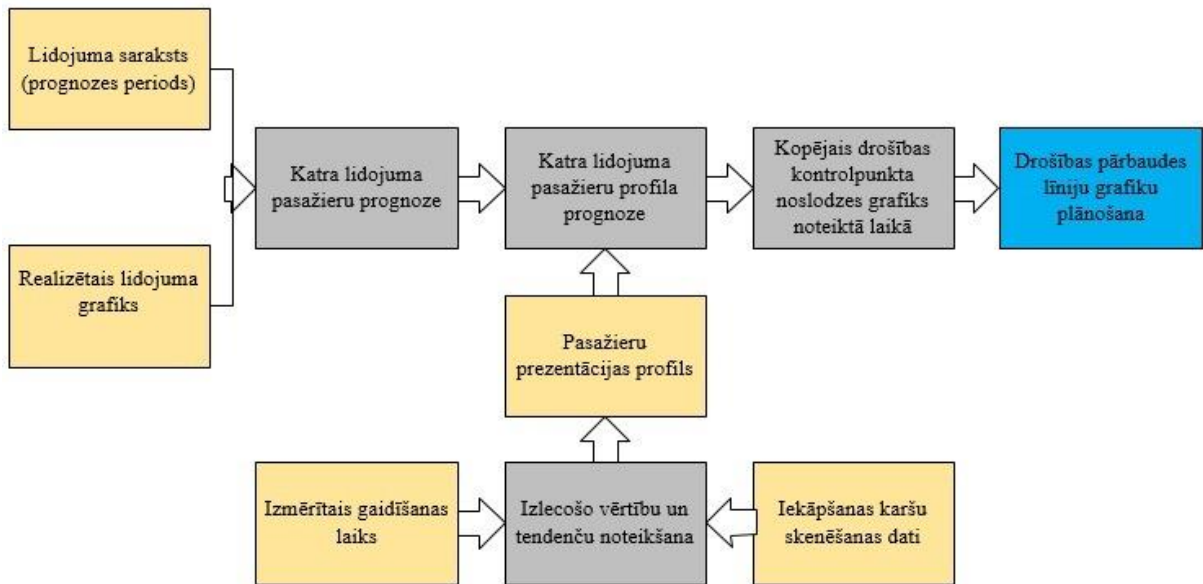 Lidojuma saraksts
(prognozes periods)
Realizētais lidojuma
grafiks
Katra lidojuma
pasažieru prognoze
Katra lidojuma
pasažieru profila
prognoze
Kopējais drošības
kontrolpunkta
noslodzes grafiks
noteiktā laikā
Drošības pārbaudes
līniju grafiku
plānošana
Pasažieru
prezentācijas profils
Izmērītais gaidīšanas
laiks
Izlecošo vērtību un
tendenču noteikšana
Iekāpšanas karšu
skenēšanas dati